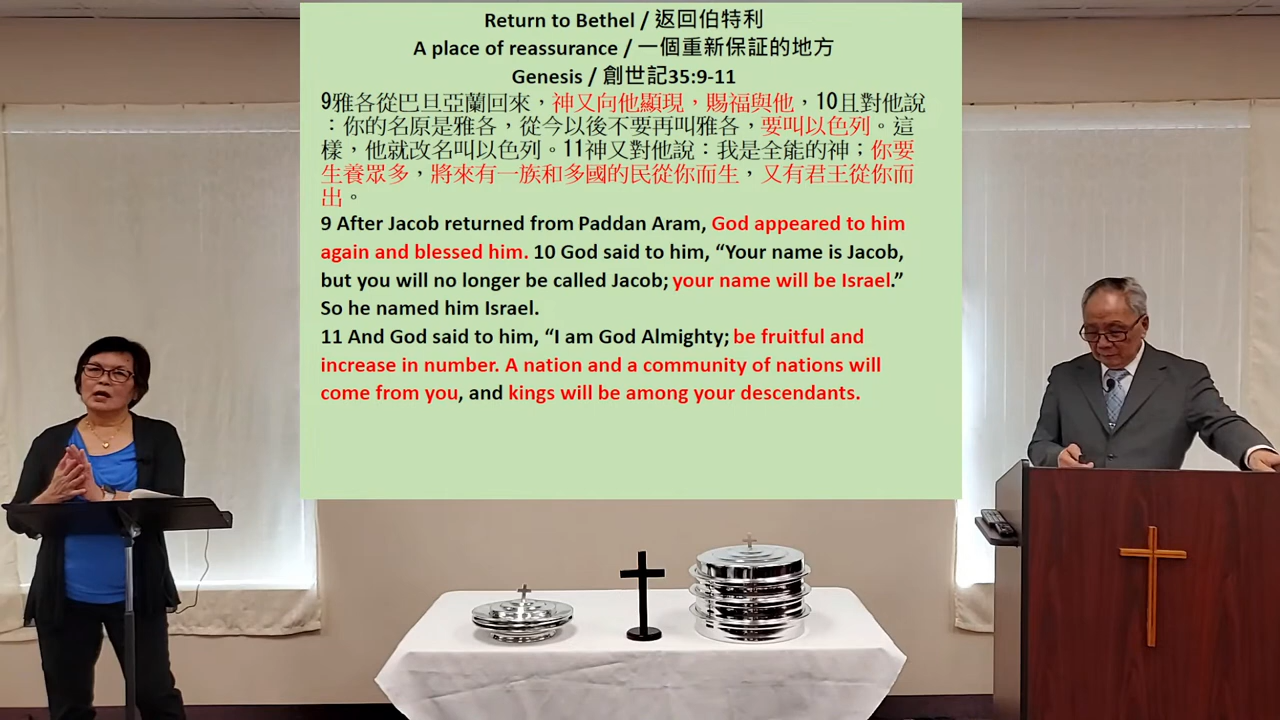 Return to Bethel / 返回伯特利
A place of reassurance / 一個重新保証的地方
Genesis / 創世記35:9-11
9雅各從巴旦亞蘭回來，神又向他顯現，賜福與他，10且對他說
：你的名原是雅各，從今以後不要再叫雅各，要叫以色列。這
樣，他就改名叫以色列。11神又對他說：我是全能的神；你要
生養眾多，將來有一族和多國的民從你而生，又有君王從你而
出。
9 After Jacob returned from Paddan Aram, God appeared to him
again and blessed him. 10 God said to him, “Your name is Jacob,
but you will no longer be called Jacob; your name will be Israel.”
So he named him Israel.
11 And God said to him, “I am God Almighty; be fruitful and
increase in number. A nation and a community of nations will
come from you, and kings will be among your descendants.